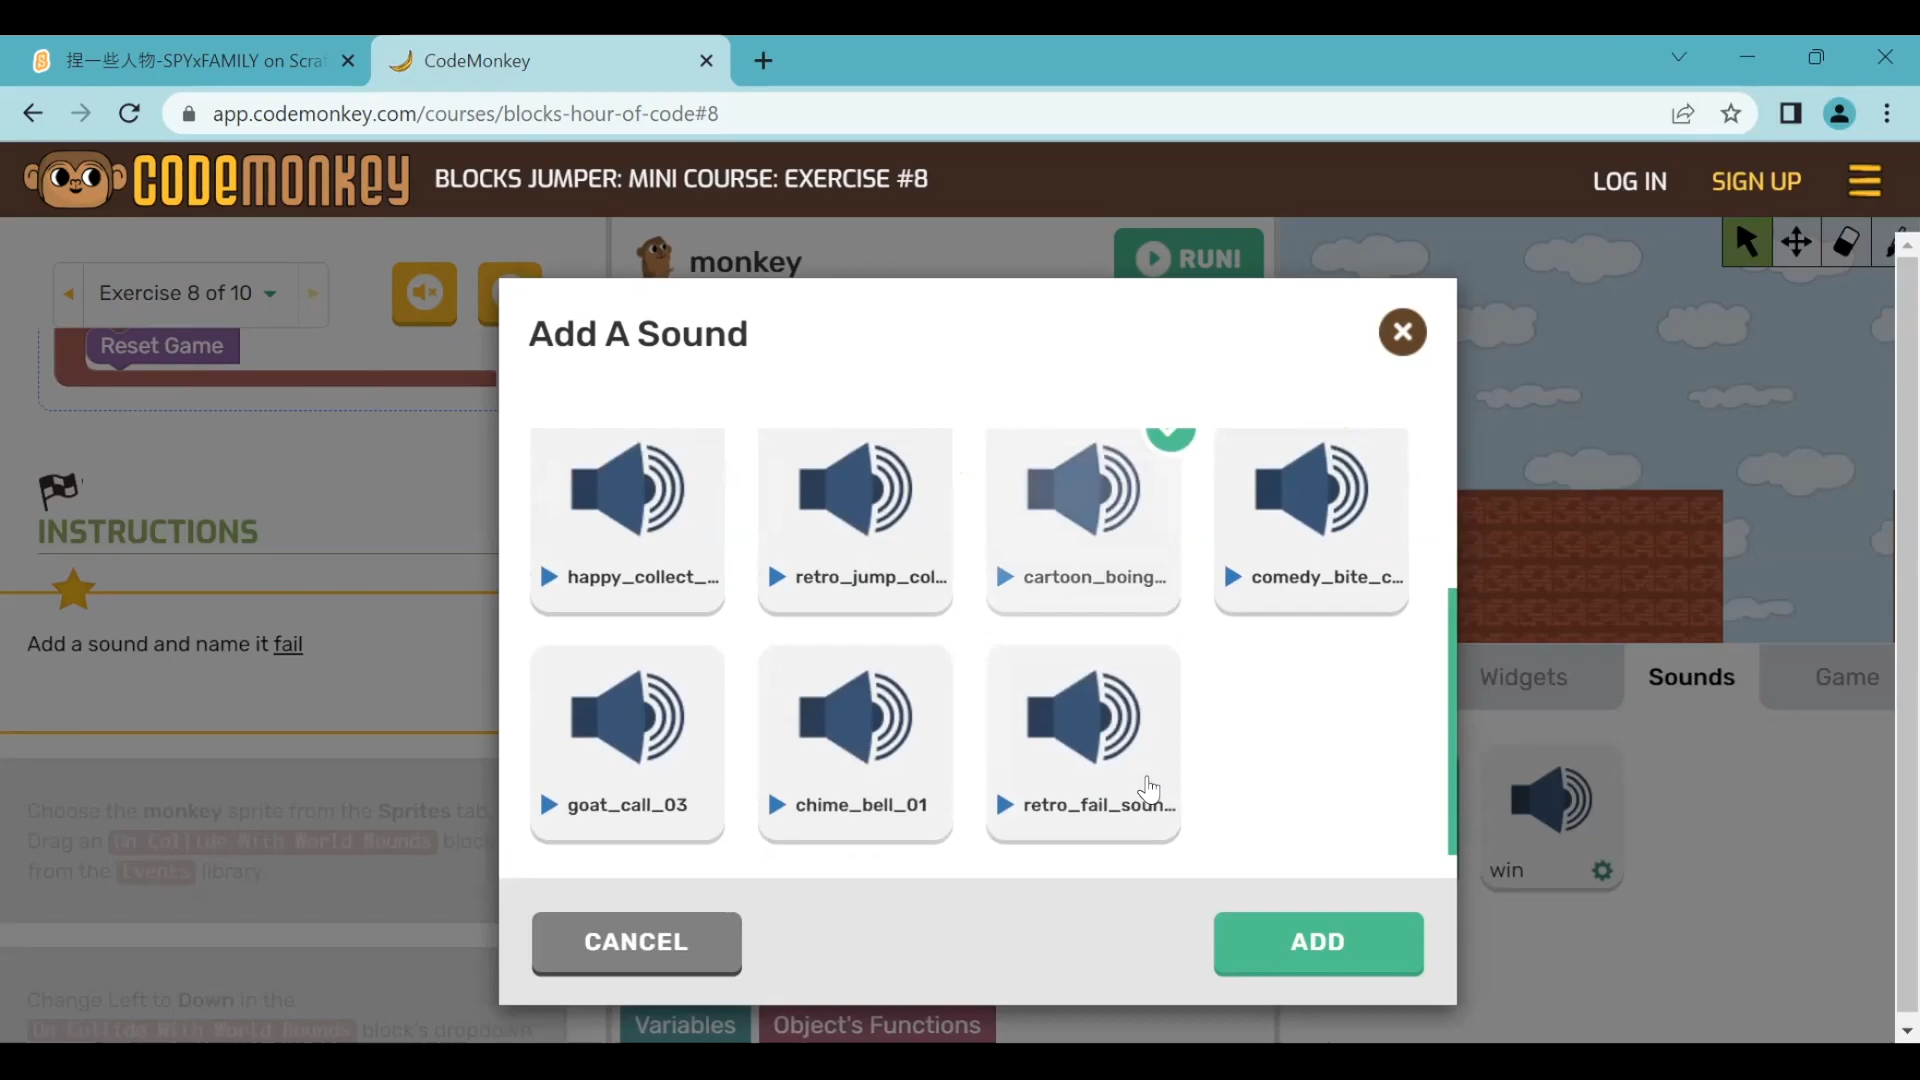 捏一些人物-SPYxFAMILY on Scrat
CodeMonkey
app.codemonkey.com/courses/blocks-hour-of-code#8
CODEMONKEY
BLOCKS JUMPER: MINI COURSE: EXERCISE #8
LOG IN
SIGN UP
Exercise 8 of 10
monkey
RUN!
Reset Game
INSTRUCTIONS
Add a sound and name it fail
Choose the monkey sprite from the Sprites tab.
Drag an On Collide With World Bounds block
from the Events library.
Change Left to Down in the
On Collide With World Bounds block's dropdown
Add A Sound
happy_collect_...
retro_jump_col...
cartoon_boing...
comedy_bite_c...
goat_call_03
chime_bell_01
retro_fail_soun...
CANCEL
ADD
Variables
Object's Functions
Widgets
Sounds
Game
win